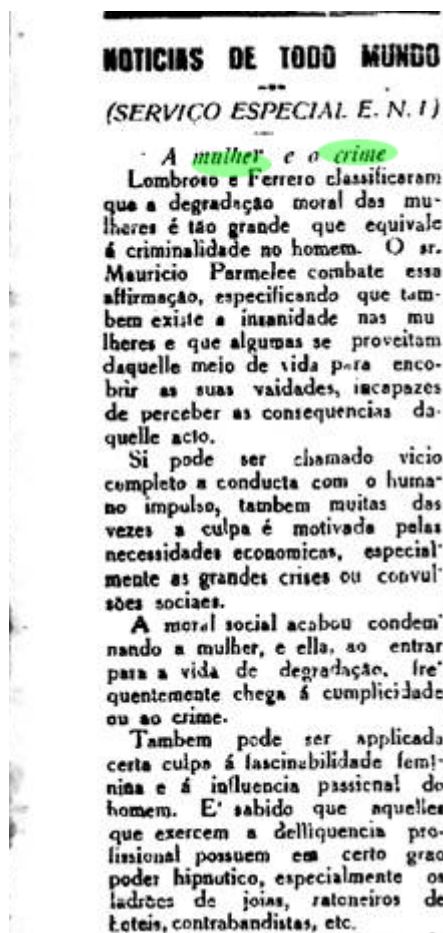 NOTICIAS DE TODO MUNDO
(SERVIÇO ESPECIAL E. N. I)
A mulher e o crime
Lombroso e Ferrero classificaram
que a degradação moral das mu-
lheres é tão grande que equivale
á criminalidade no homem. O sr.
Mauricio Parmelee combate essa
affirmação, especificando que tam-
bem existe a insanidade nas mu
lheres e que algumas se proveitam
daquelle meio de vida para enco-
brir as suas vaidades, incapazes
de perceber as consequencias da-
quelle acto.
Si pode ser chamado vicio
completo a conducta com o huma-
no impulso, tambem muitas das
vezes a culpa é motivada pelas
necessidades economicas, especial-
mente as grandes crises ou convul-
sões sociaes.
A moral social acabou condem-
nando a mulher, e ella, ao entrar
para a vida de degradação, fre-
quentemente chega á cumplicidade
ou ao crime.
Tambem pode ser applicada
certa culpa á fascinabilidade femi-
nina e á influencia passional do
homem. E' sabido que aquelles
que exercem a delliquencia pro-
fissional possuem em certo grao
poder hipnotico, especialmente os
ladrões de joias, ratoneiros de
hoteis, contrabandistas, etc.